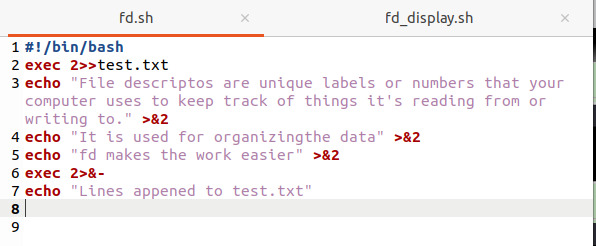 fd.sh × fd_display.sh ×
1 #!/bin/bash
2 exec 2>>test.txt
3 echo "File descriptos are unique labels or numbers that your
computer uses to keep track of things it's reading from or
writing to." >&2
4 echo "It is used for organizingthe data" >&2
5 echo "fd makes the work easier" >&2
6 exec 2>&-
7 echo "Lines appened to test.txt"
8
9